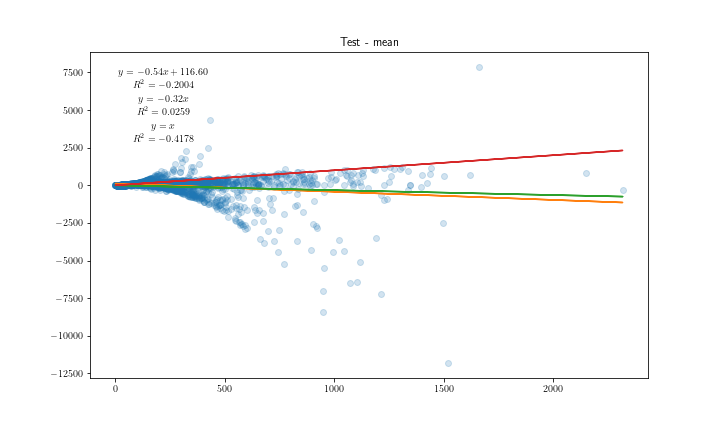 Test - mean
y = −0.54x + 116.60
R² = −0.2004
y = −0.32x
R² = 0.0259
y = x
R² = −0.4178
7500
5000
2500
0
−2500
−5000
−7500
−10000
−12500
0 500 1000 1500 2000